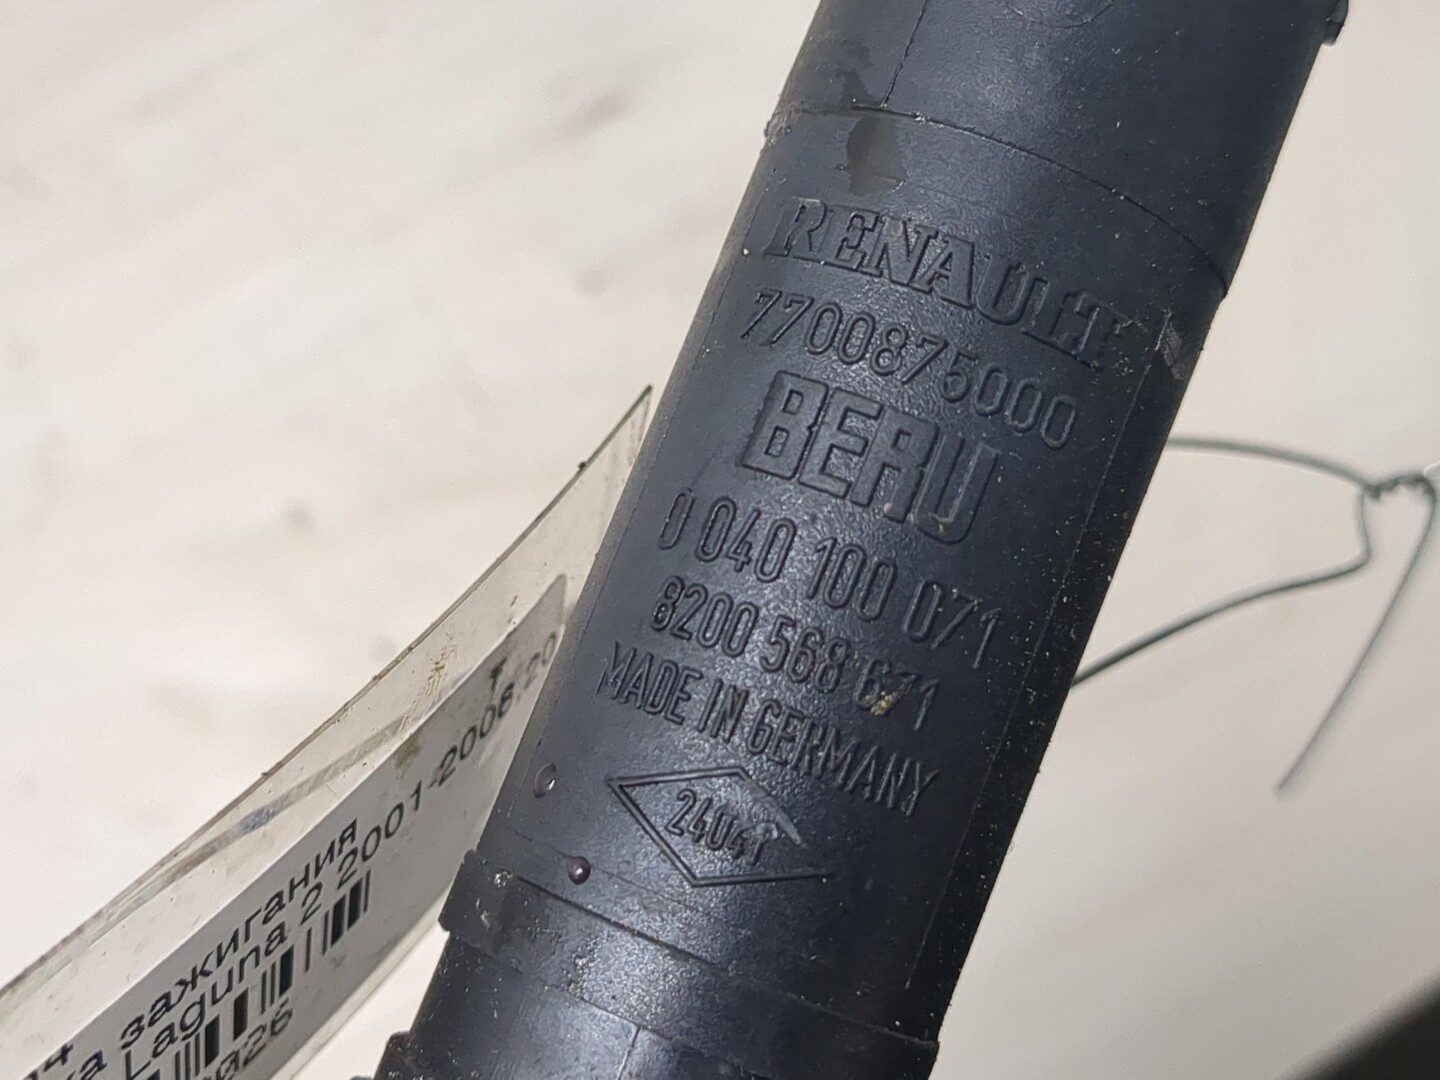 RENAULT
7700875000
BERU
0 040 100 071
8200 568 671
MADE IN GERMANY
24041
зажигания
Laguna 2 2001-2008,20